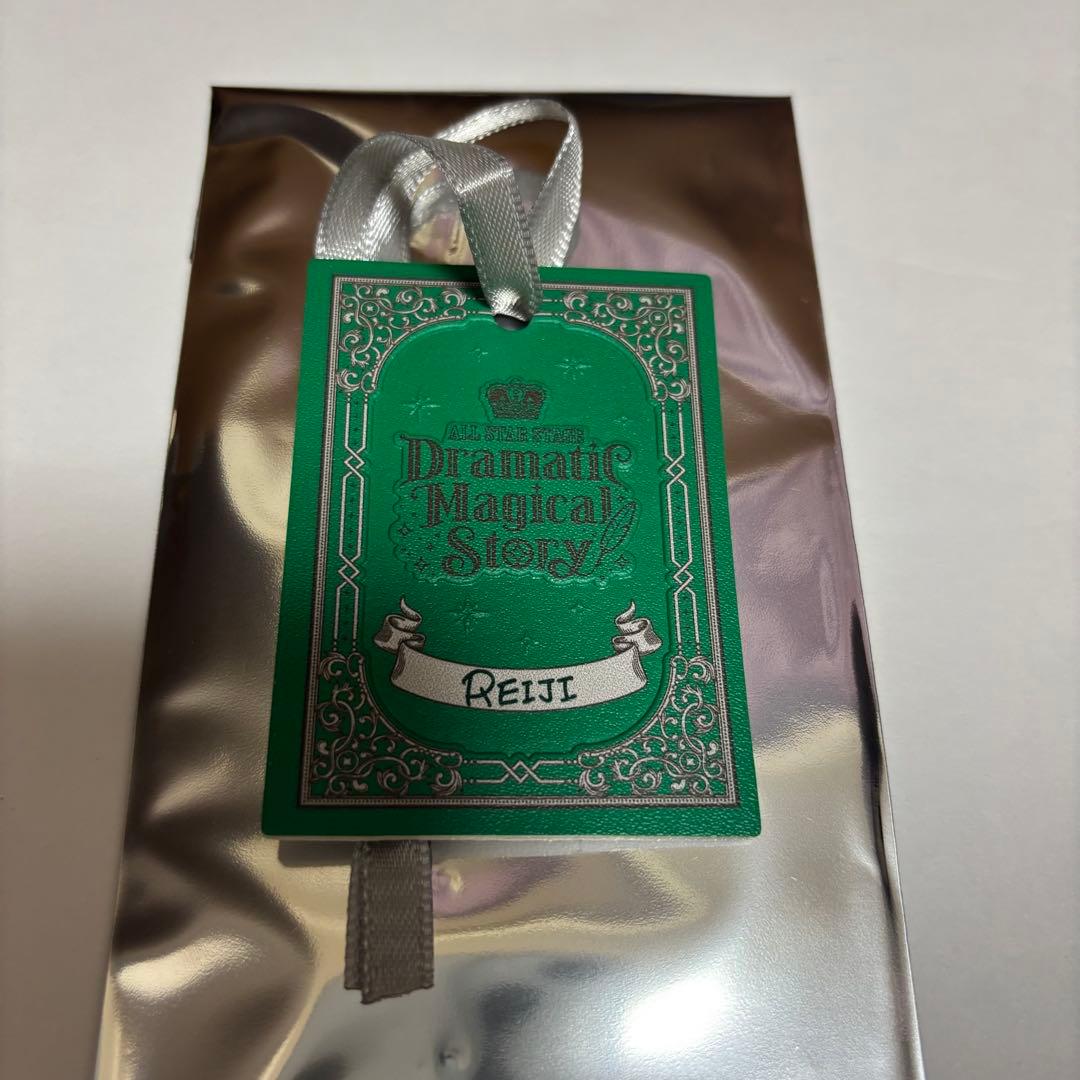 ALL STAR STAGE
Dramatic
Magical
Story
REIJI